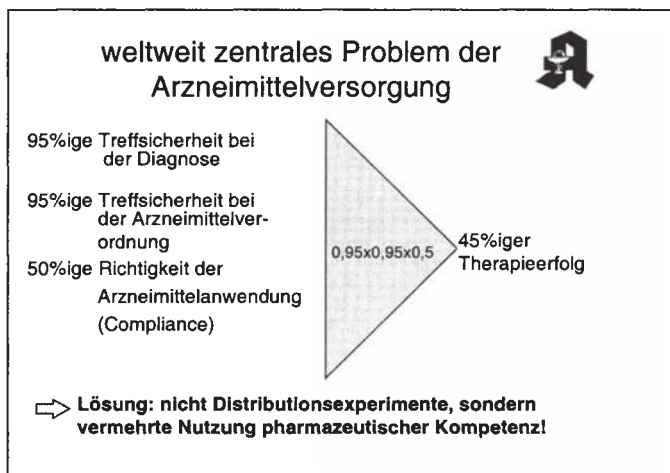 weltweit zentrales Problem der
Arzneimittelversorgung
95%ige Treffsicherheit bei
der Diagnose
95%ige Treffsicherheit bei
der Arzneimittelver-
ordnung
50%ige Richtigkeit der
Arzneimittelanwendung
(Compliance)
0,95x0,95x0,5
45%iger
Therapieerfolg
Lösung: nicht Distributionsexperimente, sondern
vermehrte Nutzung pharmazeutischer Kompetenz!